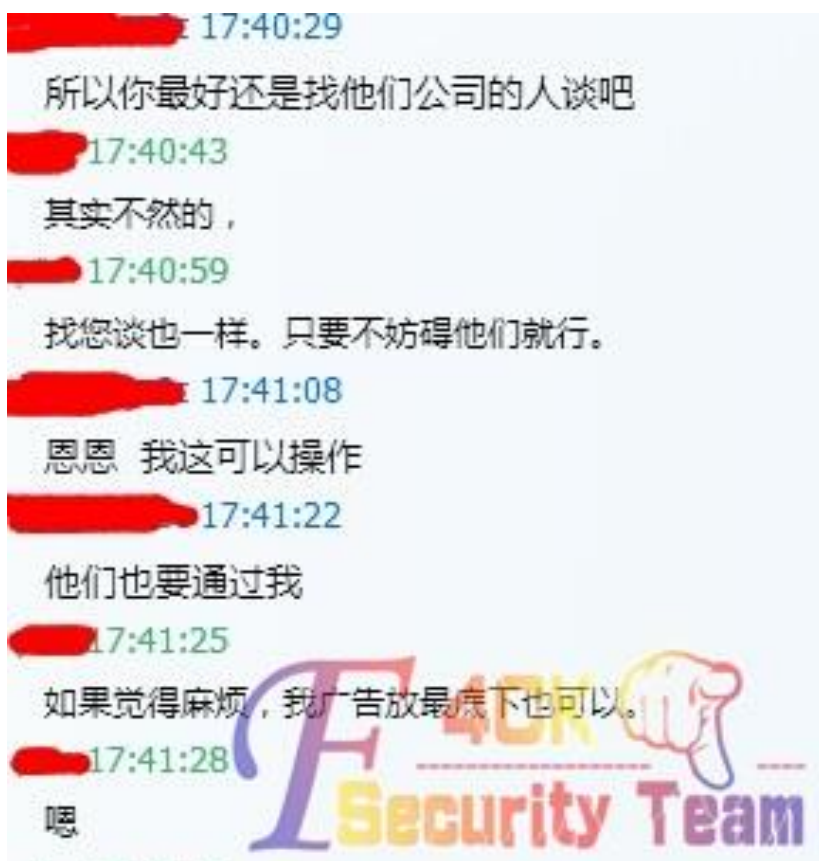 17:40:29
所以你最好还是找他们公司的人谈吧
17:40:43
其实不然的，
17:40:59
找您谈也一样。只要不妨碍他们就行。
17:41:08
恩恩 我这可以操作
17:41:22
他们也要通过我
17:41:25
如果觉得麻烦，我广告放最底下也可以。
17:41:28
嗯
F4CK
Security Team